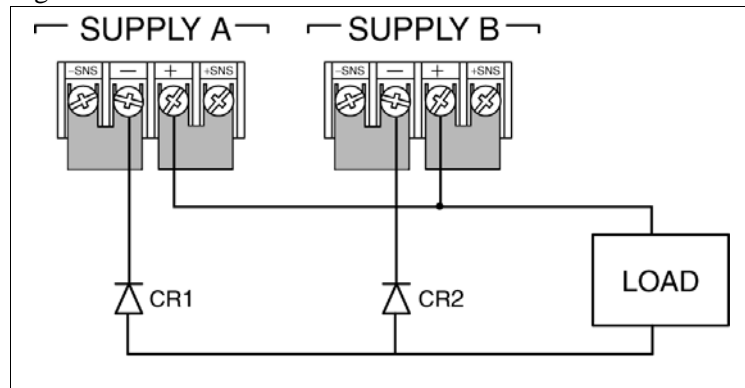 SUPPLY A
SUPPLY B
–SNS – + +SNS
–SNS – + +SNS
CR1
CR2
LOAD